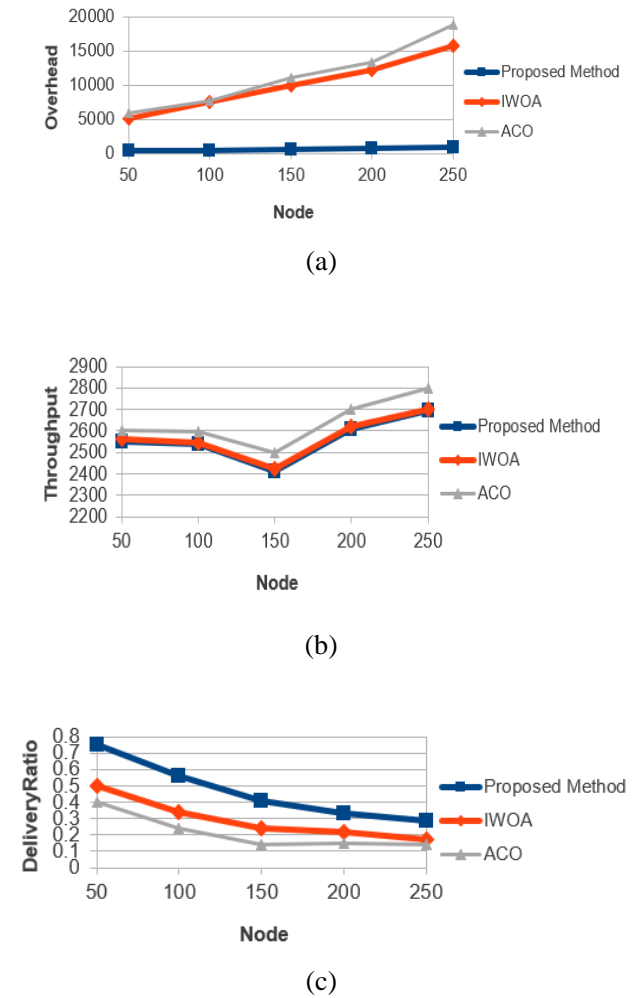 20000
15000
10000
5000
0
Overhead
50 100 150 200 250
Node
Proposed Method
IWOA
ACO
(a)
2900
2800
2700
2600
2500
2400
2300
2200
Throughput
50 100 150 200 250
Node
Proposed Method
IWOA
ACO
(b)
0.8
0.7
0.6
0.5
0.4
0.3
0.2
0.1
0
DeliveryRatio
50 100 150 200 250
Node
Proposed Method
IWOA
ACO
(c)